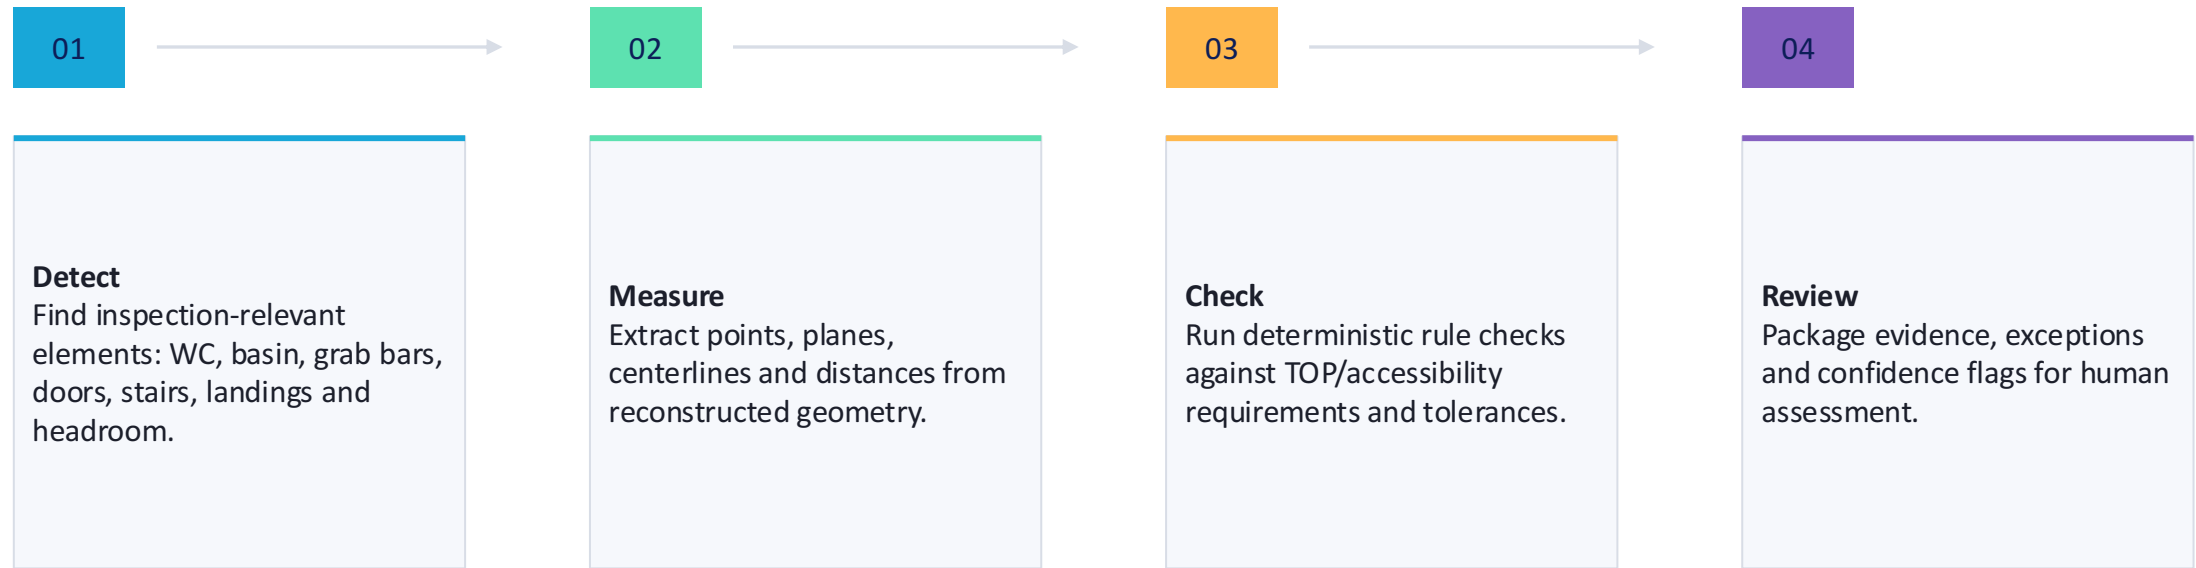 01
02
03
04
Detect
Find inspection-relevant
elements: WC, basin, grab bars,
doors, stairs, landings and
headroom.
Measure
Extract points, planes,
centerlines and distances from
reconstructed geometry.
Check
Run deterministic rule checks
against TOP/accessibility
requirements and tolerances.
Review
Package evidence, exceptions
and confidence flags for human
assessment.